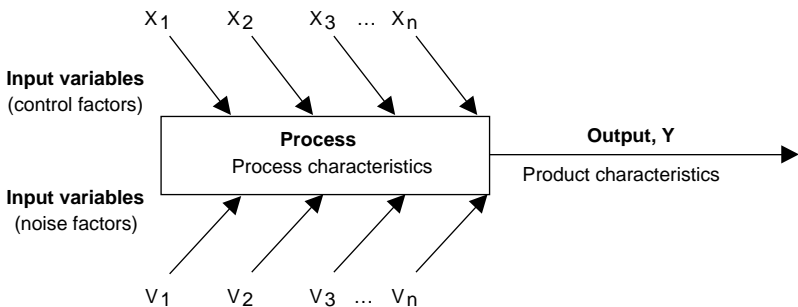 X1 X2 X3 ... Xn
Input variables
(control factors)
Process
Process characteristics
Output, Y
Product characteristics
Input variables
(noise factors)
V1 V2 V3 ... Vn